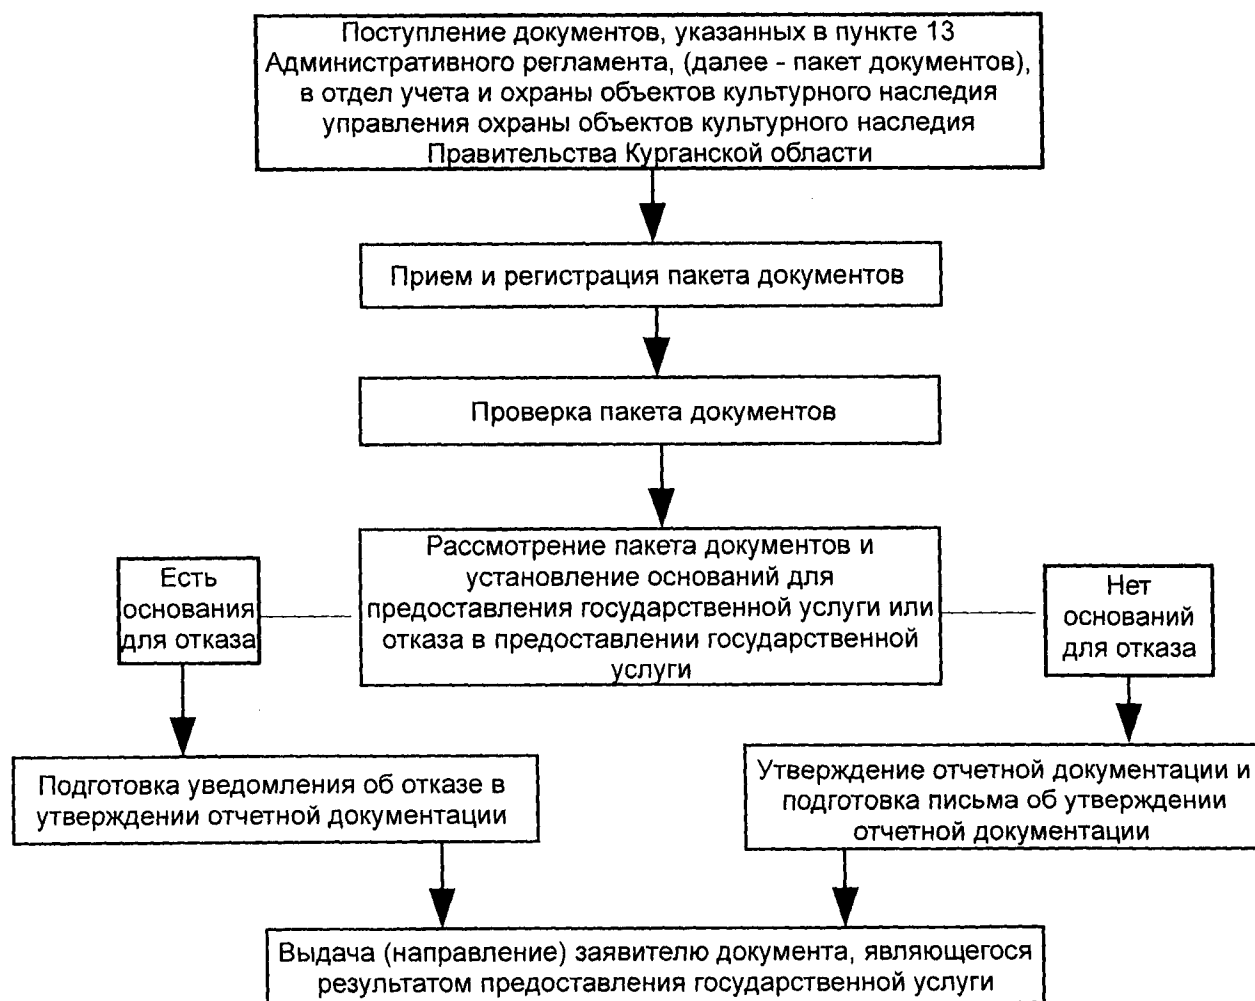 Поступление документов, указанных в пункте 13
Административного регламента, (далее - пакет документов),
в отдел учета и охраны объектов культурного наследия
управления охраны объектов культурного наследия
Правительства Курганской области
Прием и регистрация пакета документов
Проверка пакета документов
Рассмотрение пакета документов и
установление оснований для
предоставления государственной услуги или
отказа в предоставлении государственной
услуги
Есть
основания
для отказа
Нет
оснований
для отказа
Подготовка уведомления об отказе в
утверждении отчетной документации
Утверждение отчетной документации и
подготовка письма об утверждении
отчетной документации
Выдача (направление) заявителю документа, являющегося
результатом предоставления государственной услуги